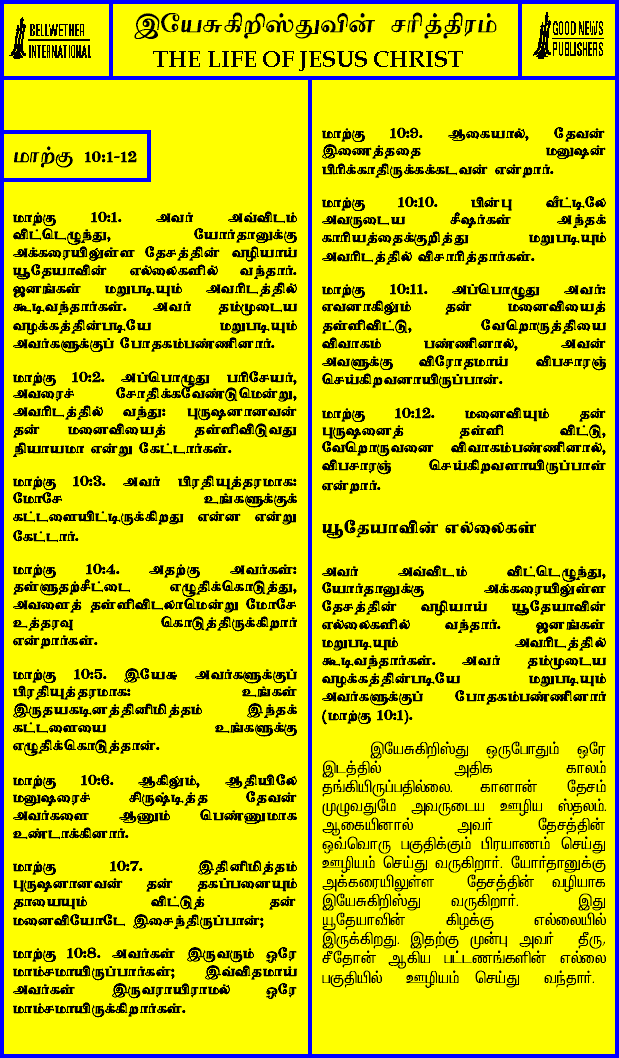 BELLWETHER
INTERNATIONAL
இயேசுகிறிஸ்துவின் சரித்திரம்
THE LIFE OF JESUS CHRIST
GOOD NEWS
PUBLISHERS
மாற்கு 10:1-12
மாற்கு 10:1. அவர் அவ்விடம்
விட்டெழுந்து, யோர்தானுக்கு
அக்கரையிலுள்ள தேசத்தின் வழியாய்
யூதேயாவின் எல்லைகளில் வந்தார்.
ஜனங்கள் மறுபடியும் அவரிடத்தில்
கூடிவந்தார்கள். அவர் தம்முடைய
வழக்கத்தின்படியே மறுபடியும்
அவர்களுக்குப் போதகம்பண்ணினார்.
மாற்கு 10:2. அப்பொழுது பரிசேயர்,
அவரைச் சோதிக்கவேண்டுமென்று,
அவரிடத்தில் வந்து: புருஷனானவன்
தன் மனைவியைத் தள்ளிவிடுவது
நியாயமா என்று கேட்டார்கள்.
மாற்கு 10:3. அவர் பிரதியுத்தரமாக:
மோசே உங்களுக்குக்
கட்டளையிட்டிருக்கிறது என்ன என்று
கேட்டார்.
மாற்கு 10:4. அதற்கு அவர்கள்:
தள்ளுதற்சீட்டை எழுதிக்கொடுத்து,
அவளைத் தள்ளிவிடலாமென்று மோசே
உத்தரவு கொடுத்திருக்கிறார்
என்றார்கள்.
மாற்கு 10:5. இயேசு அவர்களுக்குப்
பிரதியுத்தரமாக: உங்கள்
இருதயகடினத்தினிமித்தம் இந்தக்
கட்டளையை உங்களுக்கு
எழுதிக்கொடுத்தான்.
மாற்கு 10:6. ஆகிலும், ஆதியிலே
மனுஷரைச் சிருஷ்டித்த தேவன்
அவர்களை ஆணும் பெண்ணுமாக
உண்டாக்கினார்.
மாற்கு 10:7. இதினிமித்தம்
புருஷனானவன் தன் தகப்பனையும்
தாயையும் விட்டுத் தன்
மனைவியோடே இசைந்திருப்பான்;
மாற்கு 10:8. அவர்கள் இருவரும் ஒரே
மாம்சமாயிருப்பார்கள்; இவ்விதமாய்
அவர்கள் இருவராயிராமல் ஒரே
மாம்சமாயிருக்கிறார்கள்.
மாற்கு 10:9. ஆகையால், தேவன்
இணைத்ததை மனுஷன்
பிரிக்காதிருக்கக்கடவன் என்றார்.
மாற்கு 10:10. பின்பு வீட்டிலே
அவருடைய சீஷர்கள் அந்தக்
காரியத்தைக்குறித்து மறுபடியும்
அவரிடத்தில் விசாரித்தார்கள்.
மாற்கு 10:11. அப்பொழுது அவர்:
எவனாகிலும் தன் மனைவியைத்
தள்ளிவிட்டு, வேறொருத்தியை
விவாகம் பண்ணினால், அவன்
அவளுக்கு விரோதமாய் விபசாரஞ்
செய்கிறவனாயிருப்பான்.
மாற்கு 10:12. மனைவியும் தன்
புருஷனைத் தள்ளி விட்டு,
வேறொருவனை விவாகம்பண்ணினால்,
விபசாரஞ் செய்கிறவளாயிருப்பாள்
என்றார்.
யூதேயாவின் எல்லைகள்
அவர் அவ்விடம் விட்டெழுந்து,
யோர்தானுக்கு அக்கரையிலுள்ள
தேசத்தின் வழியாய் யூதேயாவின்
எல்லைகளில் வந்தார். ஜனங்கள்
மறுபடியும் அவரிடத்தில்
கூடிவந்தார்கள். அவர் தம்முடைய
வழக்கத்தின்படியே மறுபடியும்
அவர்களுக்குப் போதகம்பண்ணினார்
(மாற்கு 10:1).
இயேசுகிறிஸ்து ஒருபோதும் ஒரே
இடத்தில் அதிக காலம்
தங்கியிருப்பதில்லை. கானான் தேசம்
முழுவதுமே அவருடைய ஊழிய ஸ்தலம்.
ஆகையினால் அவர் தேசத்தின்
ஒவ்வொரு பகுதிக்கும் பிரயாணம் செய்து
ஊழியம் செய்து வருகிறார். யோர்தானுக்கு
அக்கரையிலுள்ள தேசத்தின் வழியாக
இயேசுகிறிஸ்து வருகிறார். இது
யூதேயாவின் கிழக்கு எல்லையில்
இருக்கிறது. இதற்கு முன்பு அவர் தீரு,
சீதோன் ஆகிய பட்டணங்களின் எல்லை
பகுதியில் ஊழியம் செய்து வந்தார்.